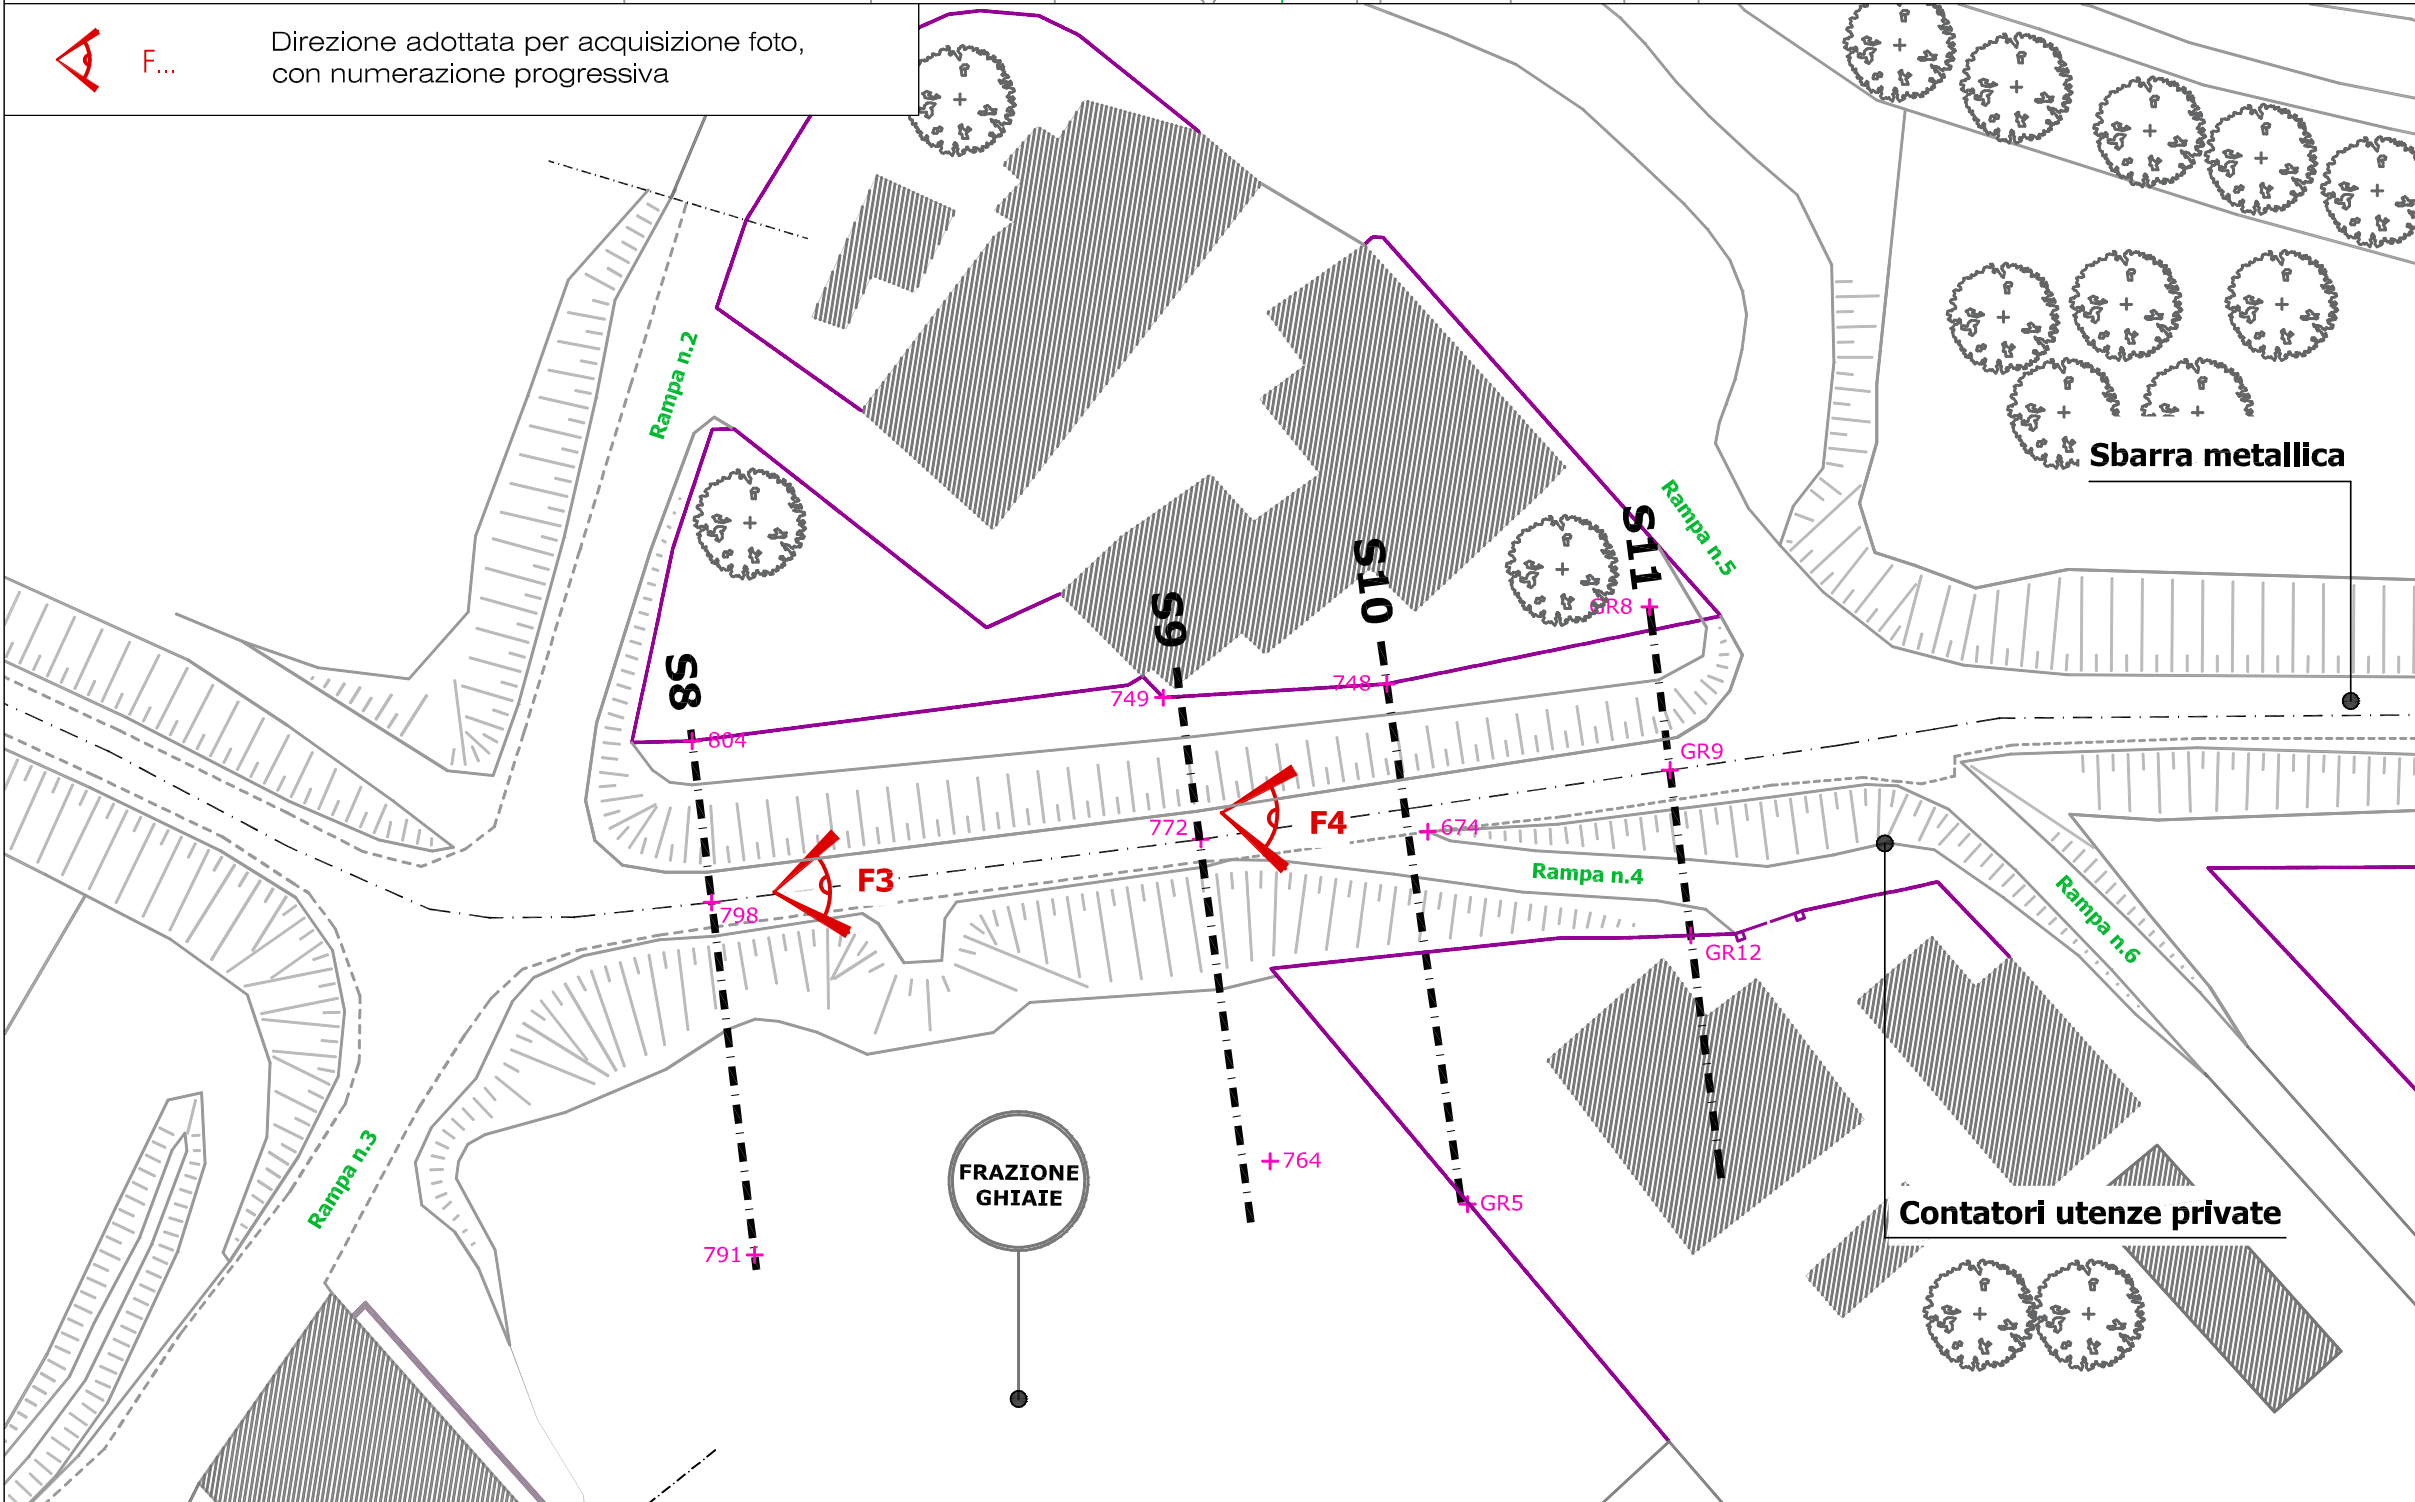 F...
Direzione adottata per acquisizione foto,
con numerazione progressiva
Rampa n.2
Sbarra metallica
Rampa n.5
S11
S10
S9
S8
GR8
748
749
804
GR9
772
F4
674
F3
798
Rampa n.4
Rampa n.6
GR12
Rampa n.3
FRAZIONE
GHIAIE
764
GR5
Contatori utenze private
791